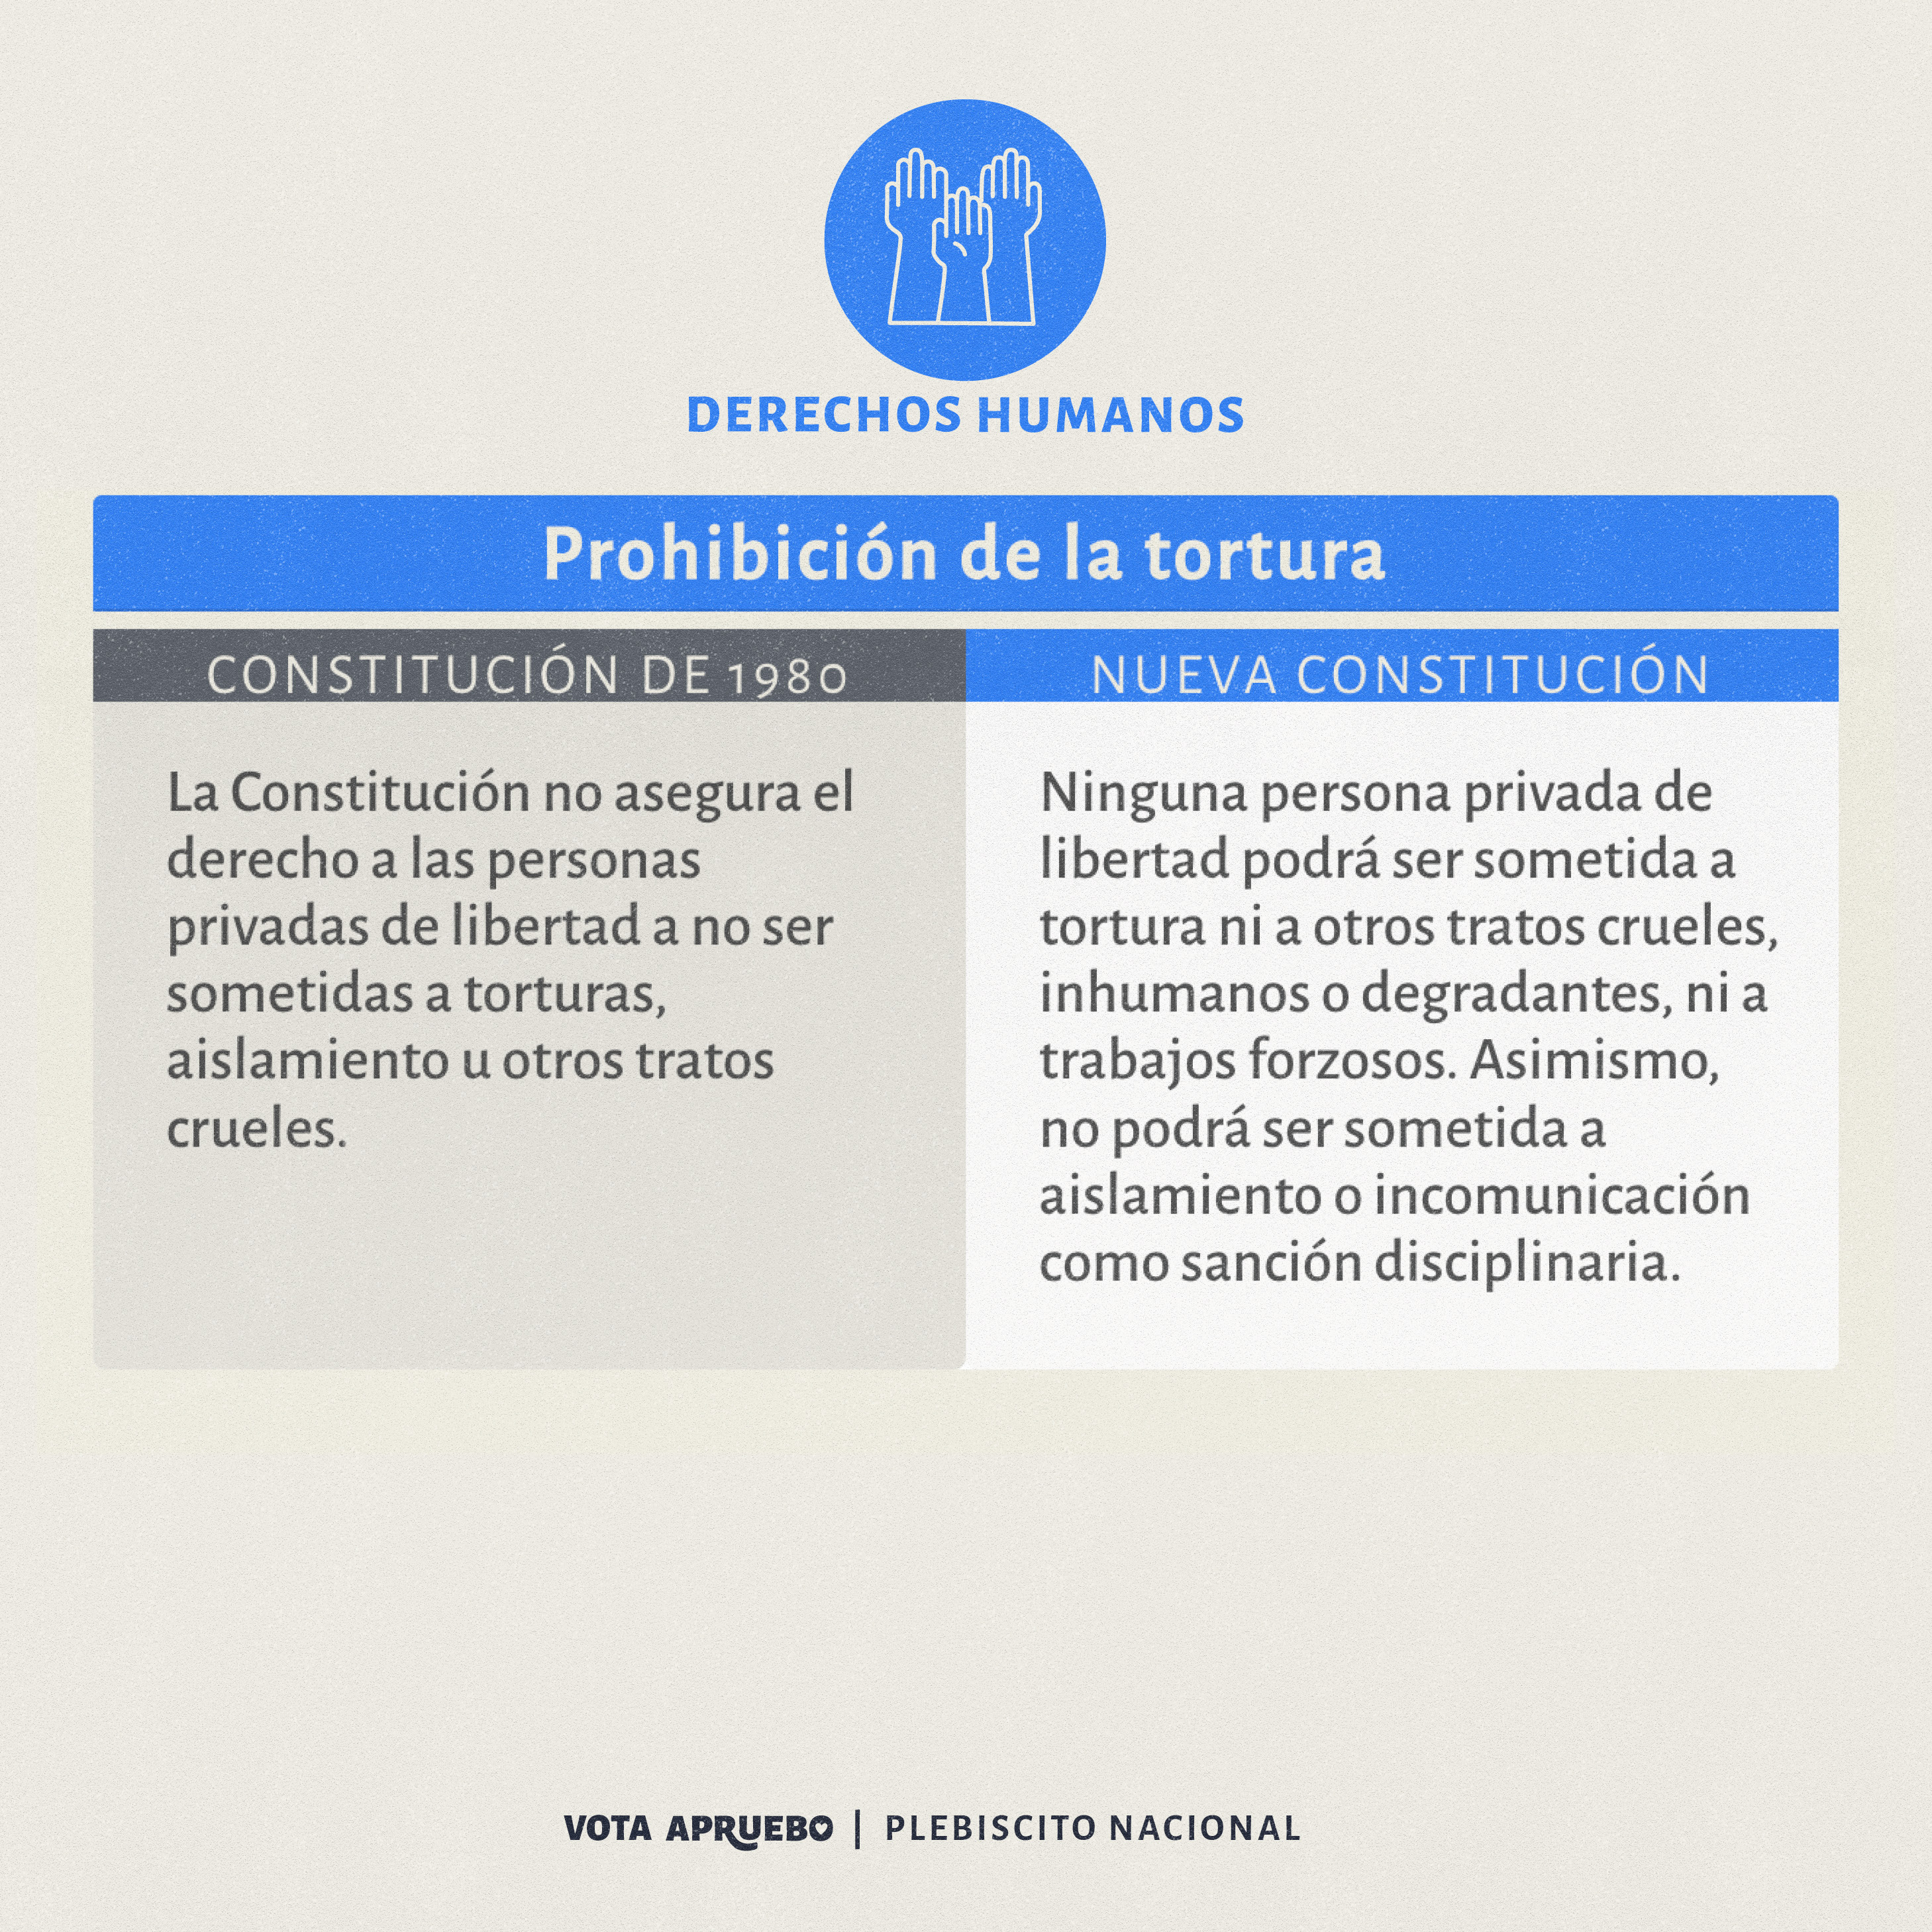 DERECHOS HUMANOS
Prohibición de la tortura
CONSTITUCIÓN DE 1980
La Constitución no asegura el
derecho a las personas
privadas de libertad a no ser
sometidas a torturas,
aislamiento u otros tratos
crueles.
NUEVA CONSTITUCIÓN
Ninguna persona privada de
libertad podrá ser sometida a
tortura ni a otros tratos crueles,
inhumanos o degradantes, ni a
trabajos forzosos. Asimismo,
no podrá ser sometida a
aislamiento o incomunicación
como sanción disciplinaria.
VOTA APRUEBO | PLEBISCITO NACIONAL